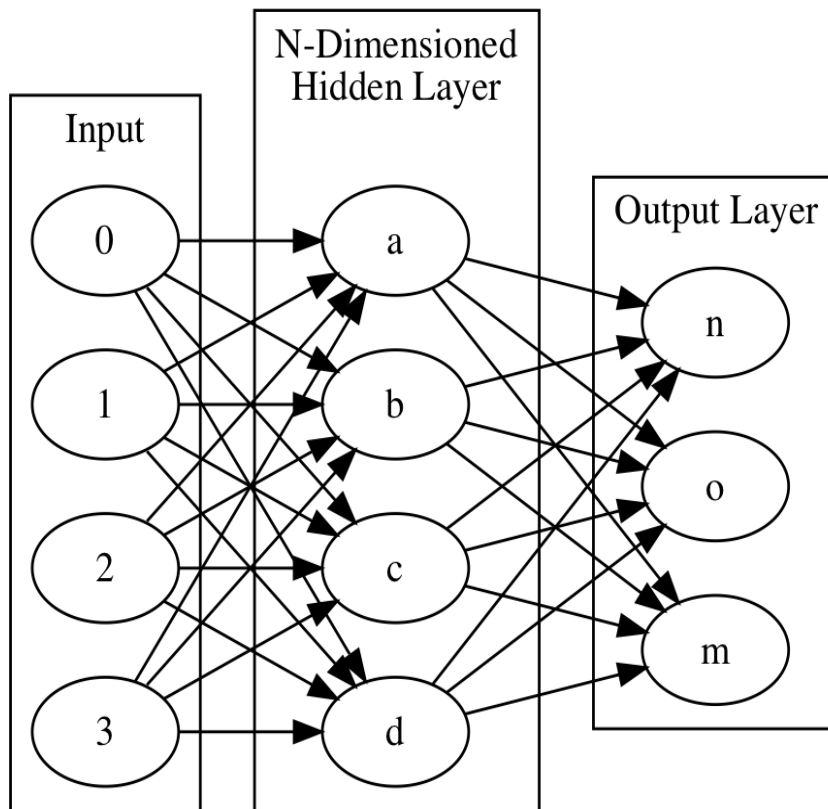 N-Dimensioned
Hidden Layer
Input
Output Layer
0
a
n
1
b
o
2
c
m
3
d